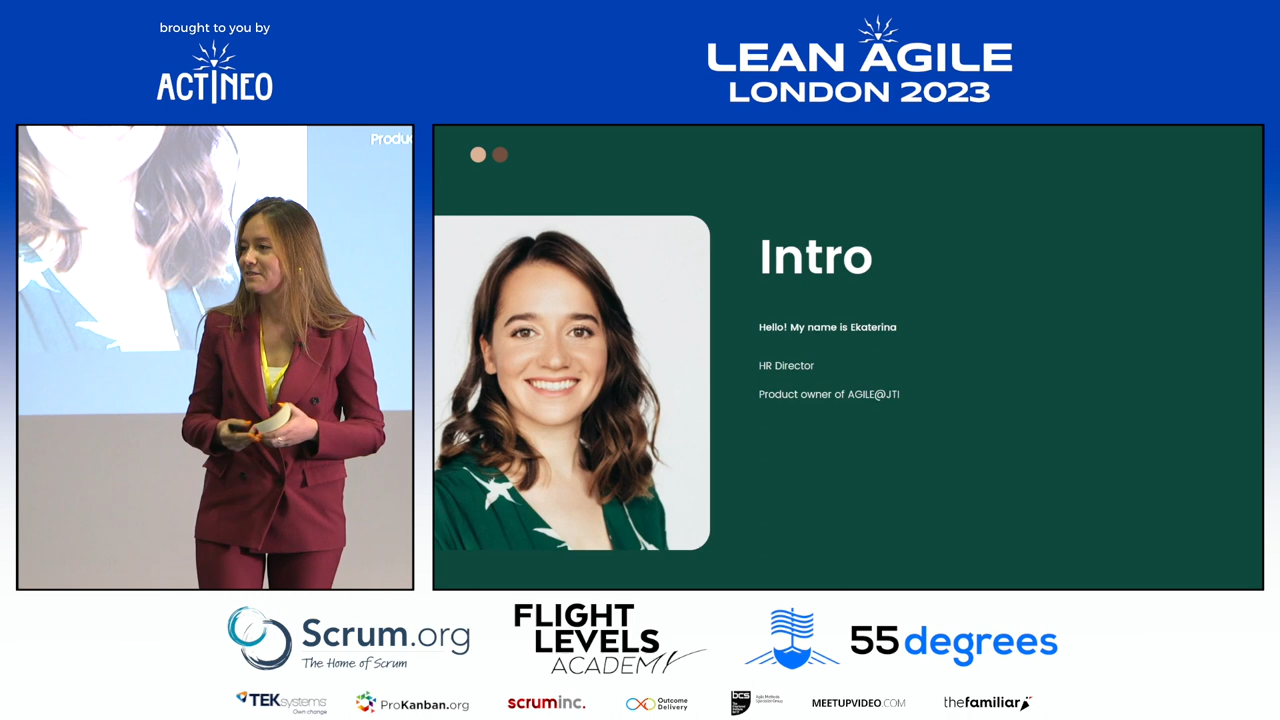 brought to you by
ACTINEO
LEAN AGILE
LONDON 2023
Produc
Intro
Hello! My name is Ekaterina
HR Director
Product owner of AGILE@JTI
Scrum.org
The Home of Scrum
FLIGHT
LEVELS
ACADEMY
55degrees
TEKsystems
Own change
ProKanban.org
scruminc.
Outcome
Delivery
bcs
MEETUPVIDEO.COM
thefamiliar